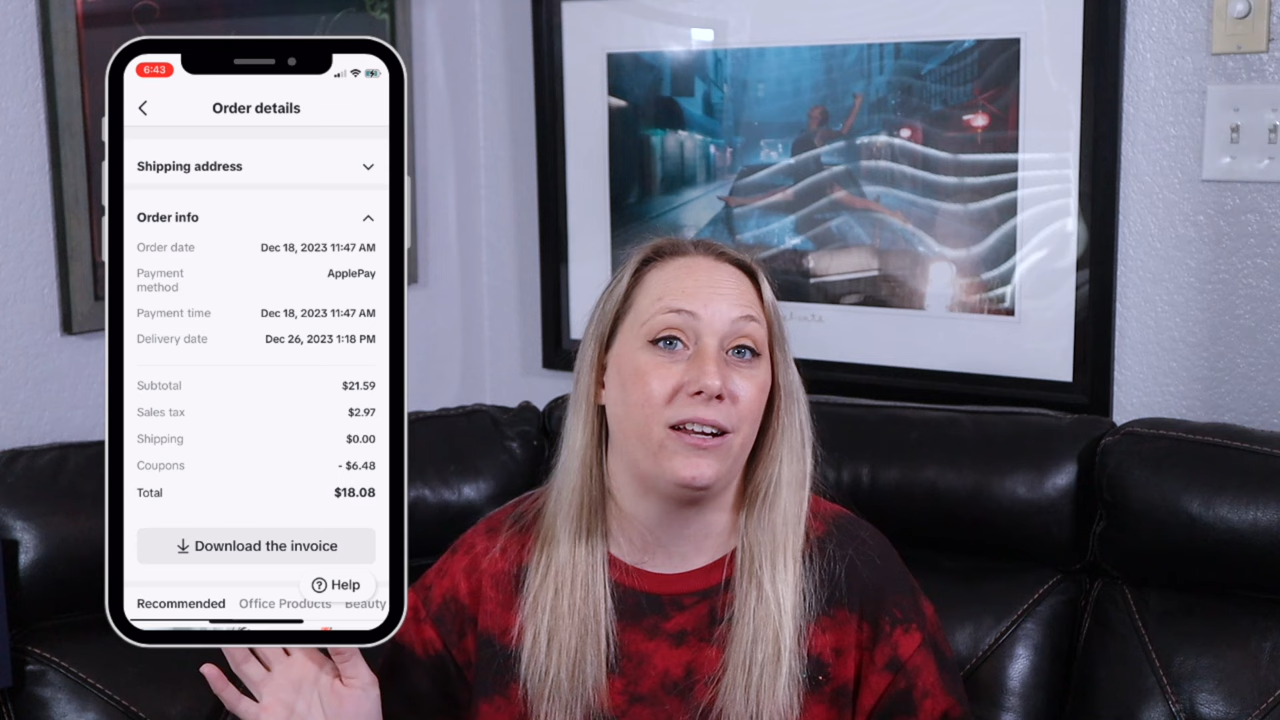 6:43
Order details
Shipping address
Order info
Order date Dec 18, 2023 11:47 AM
Payment method ApplePay
Payment time Dec 18, 2023 11:47 AM
Delivery date Dec 26, 2023 1:18 PM
Subtotal $21.59
Sales tax $2.97
Shipping $0.00
Coupons - $6.48
Total $18.08
Download the invoice
Help
Recommended Office Products Beauty